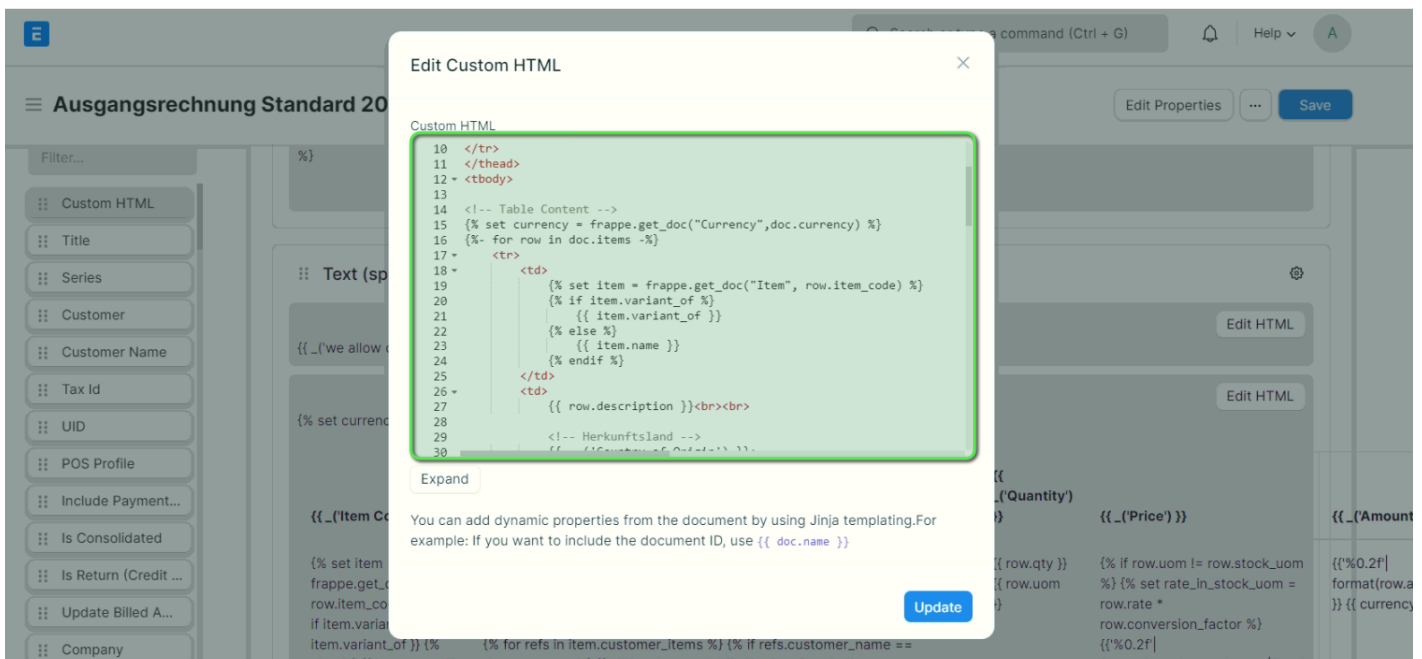 E
Search or type a command (Ctrl + G)
Help
A
Ausgangsrechnung Standard 20
Edit Properties
...
Save
Filter...
Custom HTML
Title
Series
Customer
Customer Name
Tax Id
UID
POS Profile
Include Payment...
Is Consolidated
Is Return (Credit ...
Update Billed A...
Company
%}
Text (sp
Edit HTML
{{ _('we allow
Edit HTML
{% set curren
{{ _('Item Co
{{
_('Quantity')
}}
{{ _('Price') }}
{{ _('Amount
{% set item
frappe.get_d
row.item_co
if item.varia
item.variant_of }} {%
{% for refs in item.customer_items %} {% if refs.customer_name ==
{{ row.qty }}
{{ row.uom
}}
{% if row.uom != row.stock_uom
%} {% set rate_in_stock_uom =
row.rate *
row.conversion_factor %}
{{'%0.2f'|
{{'%0.2f'|
format(row.a
}} {{ currency
Edit Custom HTML
Custom HTML
10 </tr>
11 </thead>
12 <tbody>
13
14 <!-- Table Content -->
15 {% set currency = frappe.get_doc("Currency",doc.currency) %}
16 {%- for row in doc.items -%}
17 <tr>
18 <td>
19 {% set item = frappe.get_doc("Item", row.item_code) %}
20 {% if item.variant_of %}
21 {{ item.variant_of }}
22 {% else %}
23 {{ item.name }}
24 {% endif %}
25 </td>
26 <td>
27 {{ row.description }}<br><br>
28
29 <!-- Herkunftsland -->
30 {{ _('Country of Origin') }}:
Expand
You can add dynamic properties from the document by using Jinja templating.For
example: If you want to include the document ID, use {{ doc.name }}
Update